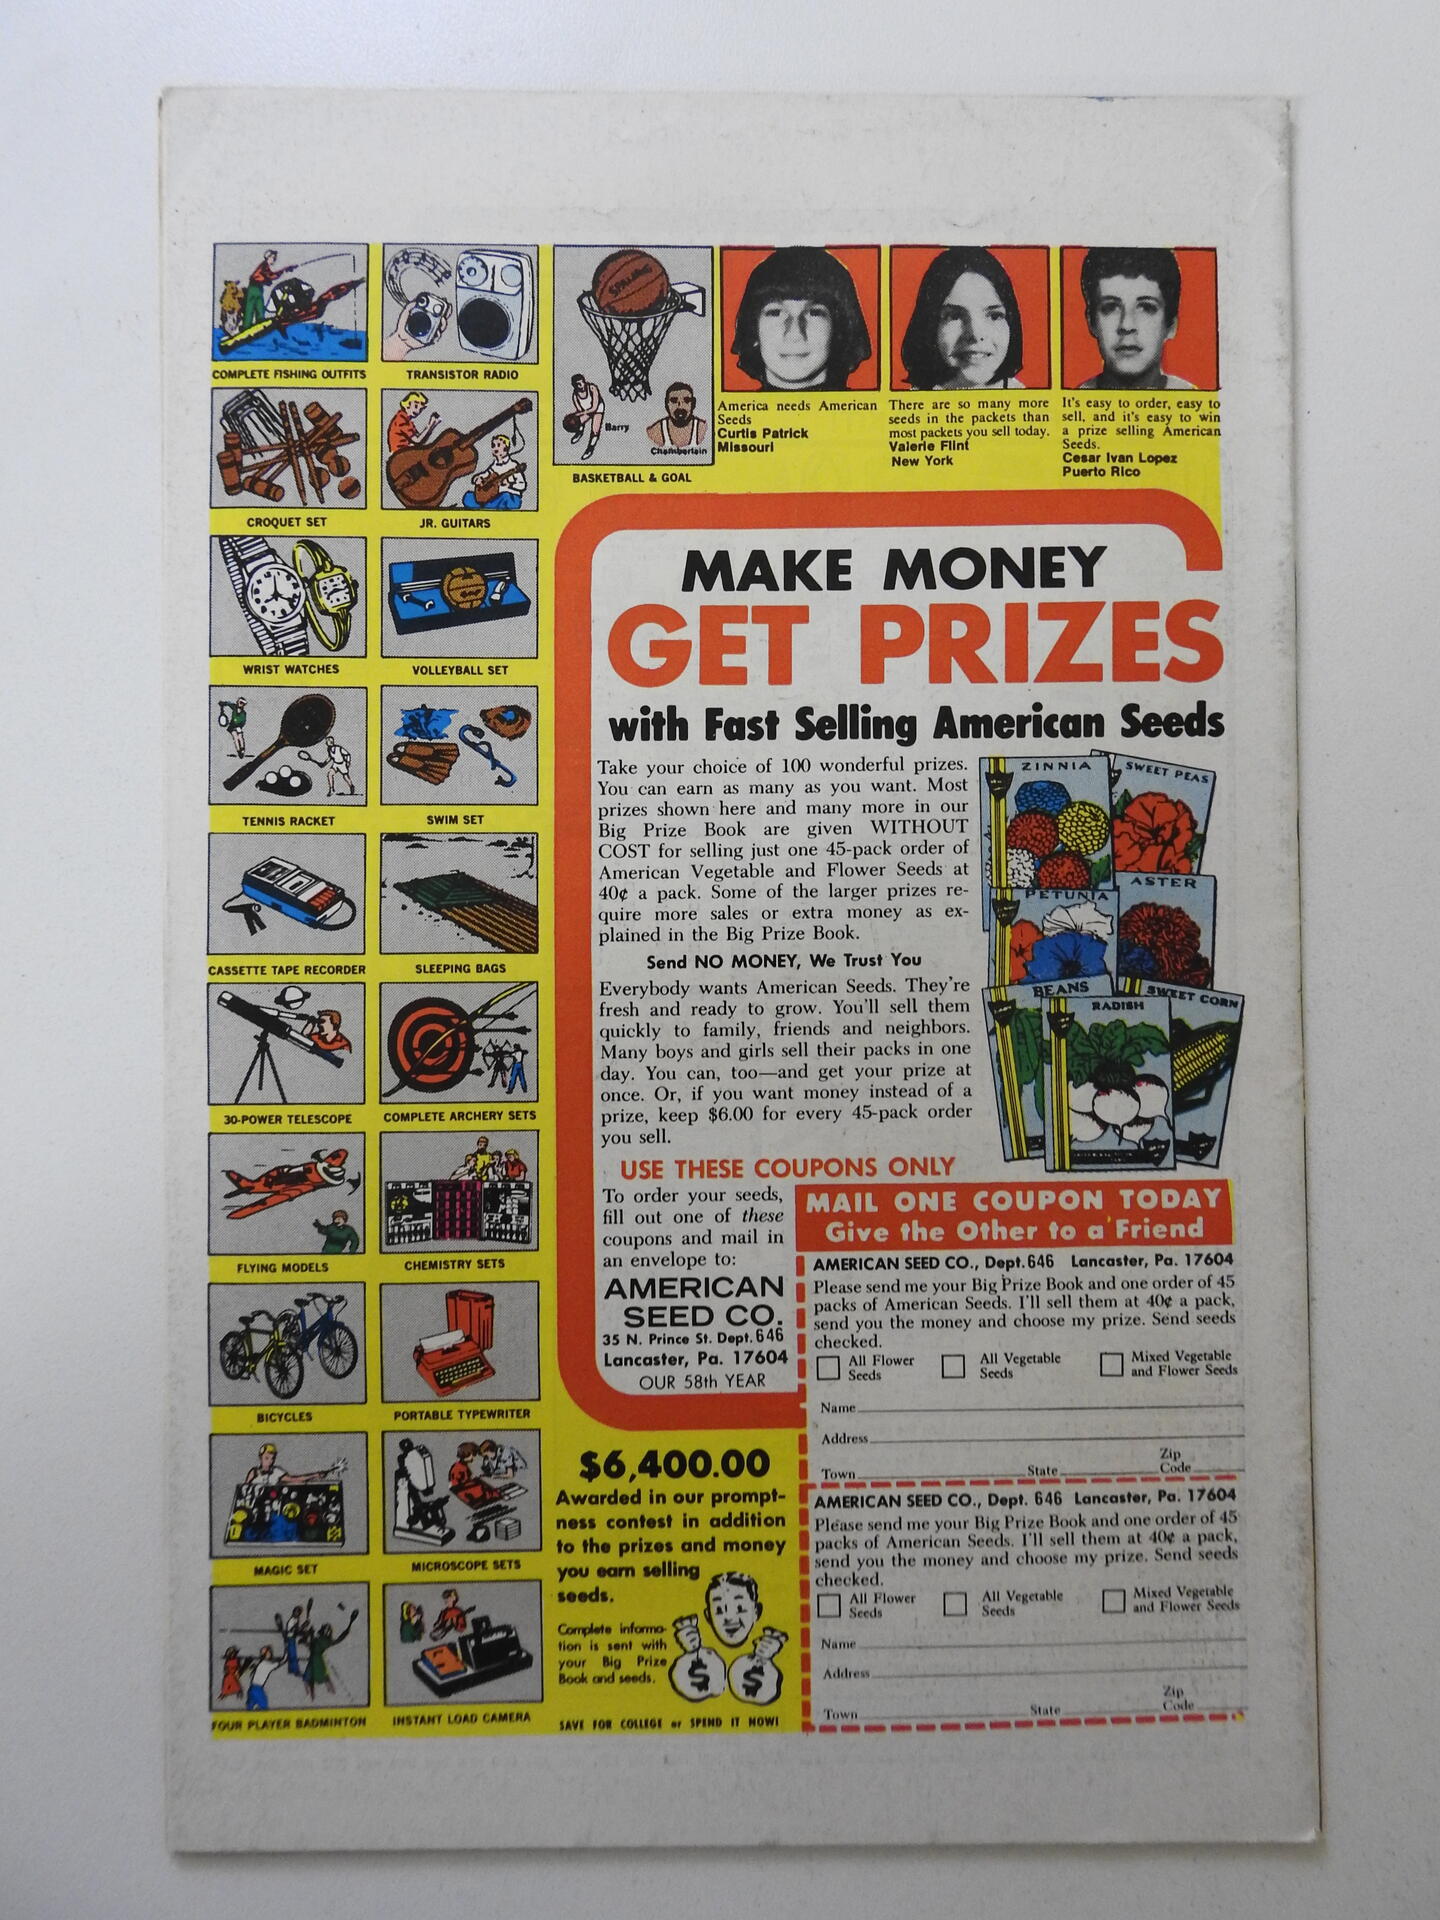 COMPLETE FISHING OUTFITS
TRANSISTOR RADIO
CROQUET SET
JR. GUITARS
WRIST WATCHES
VOLLEYBALL SET
TENNIS RACKET
SWIM SET
CASSETTE TAPE RECORDER
SLEEPING BAGS
30-POWER TELESCOPE
COMPLETE ARCHERY SETS
FLYING MODELS
CHEMISTRY SETS
BICYCLES
PORTABLE TYPEWRITER
MAGIC SET
MICROSCOPE SETS
FOUR PLAYER BADMINTON
INSTANT LOAD CAMERA
SPALDING
Barry
Chamberlain
BASKETBALL & GOAL
America needs American
Seeds
Curtis Patrick
Missouri
There are so many more
seeds in the packets than
most packets you sell today.
Valerie Flint
New York
It's easy to order, easy to
sell, and it's easy to win
a prize selling American
Seeds.
Cesar Ivan Lopez
Puerto Rico
MAKE MONEY
GET PRIZES
with Fast Selling American Seeds
Take your choice of 100 wonderful prizes.
You can earn as many as you want. Most
prizes shown here and many more in our
Big Prize Book are given WITHOUT
COST for selling just one 45-pack order of
American Vegetable and Flower Seeds at
40¢ a pack. Some of the larger prizes re-
quire more sales or extra money as ex-
plained in the Big Prize Book.
Send NO MONEY, We Trust You
Everybody wants American Seeds. They're
fresh and ready to grow. You'll sell them
quickly to family, friends and neighbors.
Many boys and girls sell their packs in one
day. You can, too—and get your prize at
once. Or, if you want money instead of a
prize, keep $6.00 for every 45-pack order
you sell.
ZINNIA
SWEET PEAS
PETUNIA
ASTER
BEANS
RADISH
SWEET CORN
USE THESE COUPONS ONLY
To order your seeds,
fill out one of these
coupons and mail in
an envelope to:
AMERICAN
SEED CO.
35 N. Prince St. Dept. 646
Lancaster, Pa. 17604
OUR 58th YEAR
$6,400.00
Awarded in our prompt-
ness contest in addition
to the prizes and money
you earn selling
seeds.
Complete informa-
tion is sent with
your Big Prize
Book and seeds.
$ $
SAVE FOR COLLEGE or SPEND IT NOW!
MAIL ONE COUPON TODAY
Give the Other to a Friend
AMERICAN SEED CO., Dept. 646 Lancaster, Pa. 17604
Please send me your Big Prize Book and one order of 45
packs of American Seeds. I'll sell them at 40¢ a pack,
send you the money and choose my prize. Send seeds
checked.
All Flower Seeds
All Vegetable Seeds
Mixed Vegetable and Flower Seeds
Name
Address
Town State Zip Code
AMERICAN SEED CO., Dept. 646 Lancaster, Pa. 17604
Please send me your Big Prize Book and one order of 45
packs of American Seeds. I'll sell them at 40¢ a pack,
send you the money and choose my prize. Send seeds
checked.
All Flower Seeds
All Vegetable Seeds
Mixed Vegetable and Flower Seeds
Name
Address
Town State Zip Code